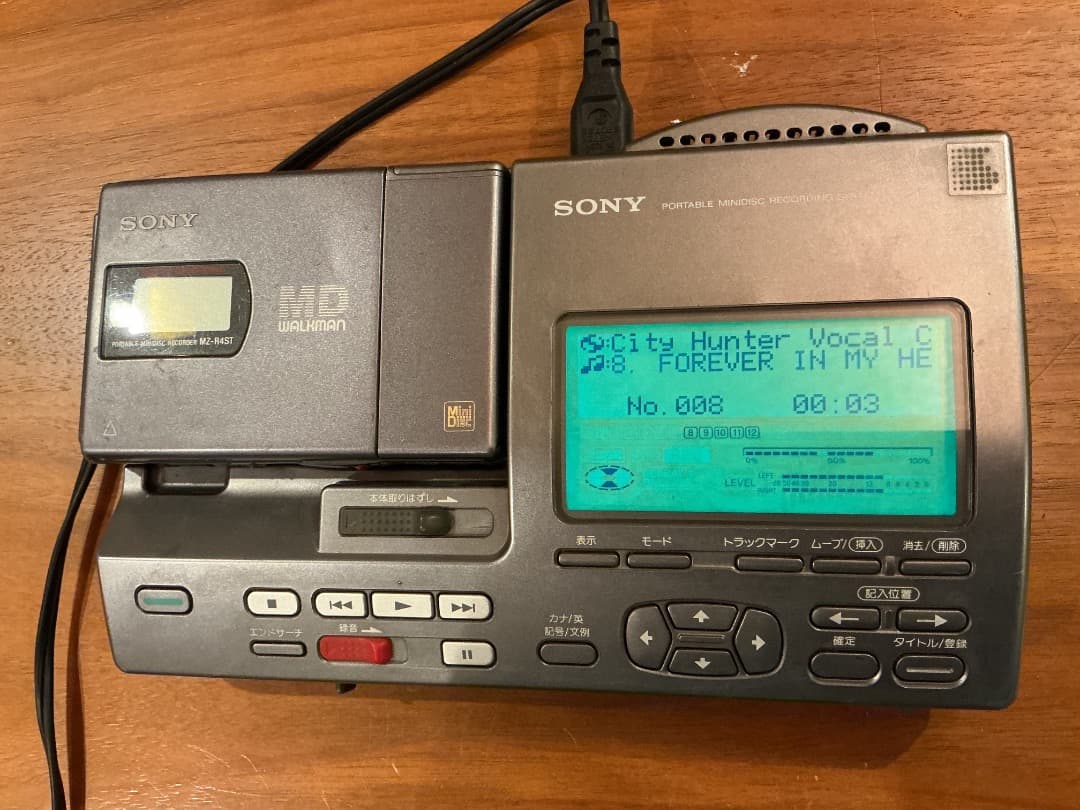 SONY
MD
WALKMAN
PORTABLE MINIDISC RECORDER MZ-R4ST
Mini
Disc
SONY PORTABLE MINIDISC RECORDING
City Hunter Vocal C
8. FOREVER IN MY HE
No.008 00:03
8 9 10 11 12
0% 50% 100%
LEVEL
LEFT
RIGHT
本体取りはずし
表示 モード トラックマーク ムーブ/挿入 消去/削除
記入位置
エンドサーチ 録音
カナ/英
記号/文例
確定 タイトル/登録